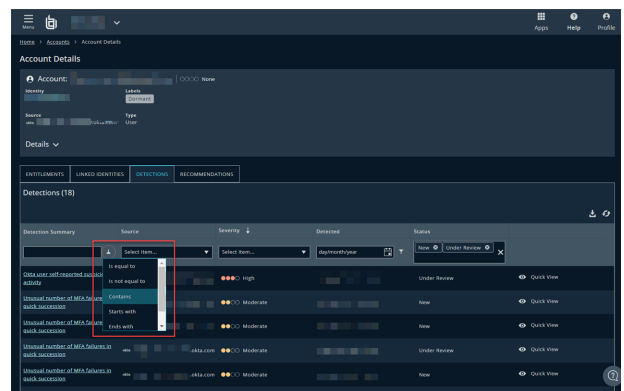 Menu
Apps
Help
Profile
Home > Accounts > Account Details
Account Details
Account:
None
Identity
Labels
Dormant
Source
Type
okta
User
Details
ENTITLEMENTS
LINKED IDENTITIES
DETECTIONS
RECOMMENDATIONS
Detections (18)
Detection Summary
Source
Severity
Detected
Status
Select Item...
Select Item...
day/month/year
New
Under Review
Is equal to
Is not equal to
Contains
Starts with
Ends with
Okta user self-reported
activity
High
Under Review
Quick View
Unusual number of MFA
quick succession
Moderate
New
Quick View
Unusual number of MFA
quick succession
Moderate
New
Quick View
Unusual number of MFA failures in
quick succession
okta
.okta.com
Moderate
Under Review
Quick View
Unusual number of MFA failures in
quick succession
okta
.okta.com
Moderate
New
Quick View